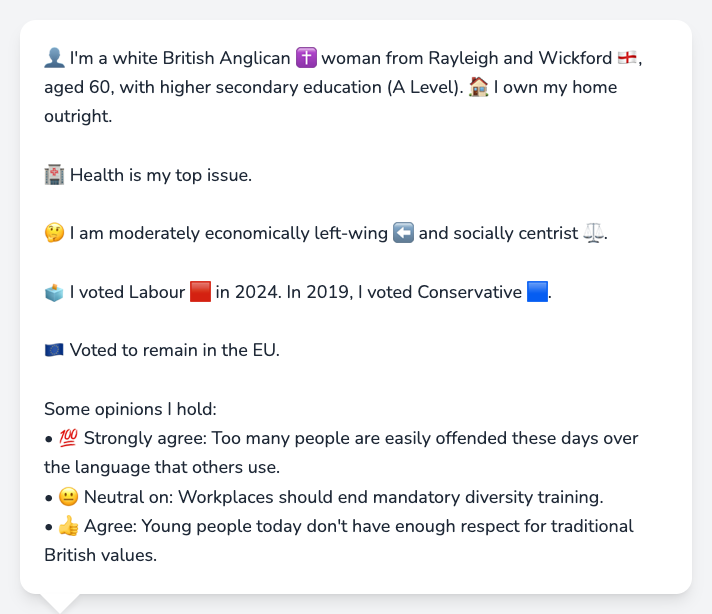 👤 I'm a white British Anglican ✝️ woman from Rayleigh and Wickford 🏴󠁧󠁢󠁥󠁮󠁧󠁿,
aged 60, with higher secondary education (A Level). 🏠 I own my home
outright.
🏥 Health is my top issue.
🤔 I am moderately economically left-wing ⬅️ and socially centrist ⚖️.
🗳️ I voted Labour 🟥 in 2024. In 2019, I voted Conservative 🟦.
🇪🇺 Voted to remain in the EU.
Some opinions I hold:
• 💯 Strongly agree: Too many people are easily offended these days over
the language that others use.
• 😐 Neutral on: Workplaces should end mandatory diversity training.
• 👍 Agree: Young people today don't have enough respect for traditional
British values.